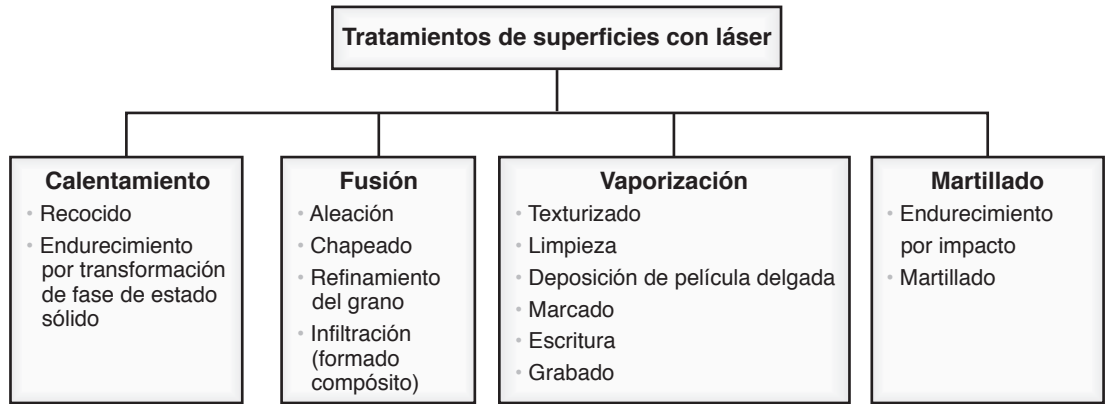 Tratamientos de superficies con láser
Calentamiento
• Recocido
• Endurecimiento
por transformación
de fase de estado
sólido
Fusión
• Aleación
• Chapeado
• Refinamiento
del grano
• Infiltración
(formado
compósito)
Vaporización
• Texturizado
• Limpieza
• Deposición de película delgada
• Marcado
• Escritura
• Grabado
Martillado
• Endurecimiento
por impacto
• Martillado